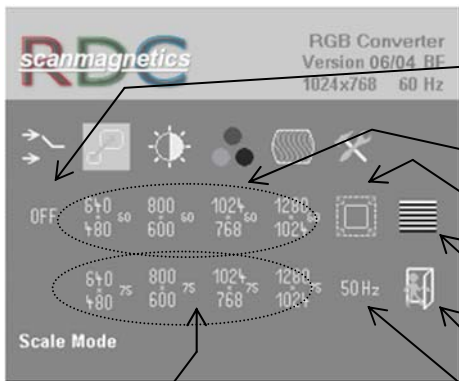 RDC
scanmagnetics
RGB Converter
Version 06/04 BF
1024x768 60 Hz
OFF 640 480 60 800 600 60 1024 768 60 1280 1024 60
640 480 75 800 600 75 1024 768 75 1280 1024 75 50 Hz
Scale Mode